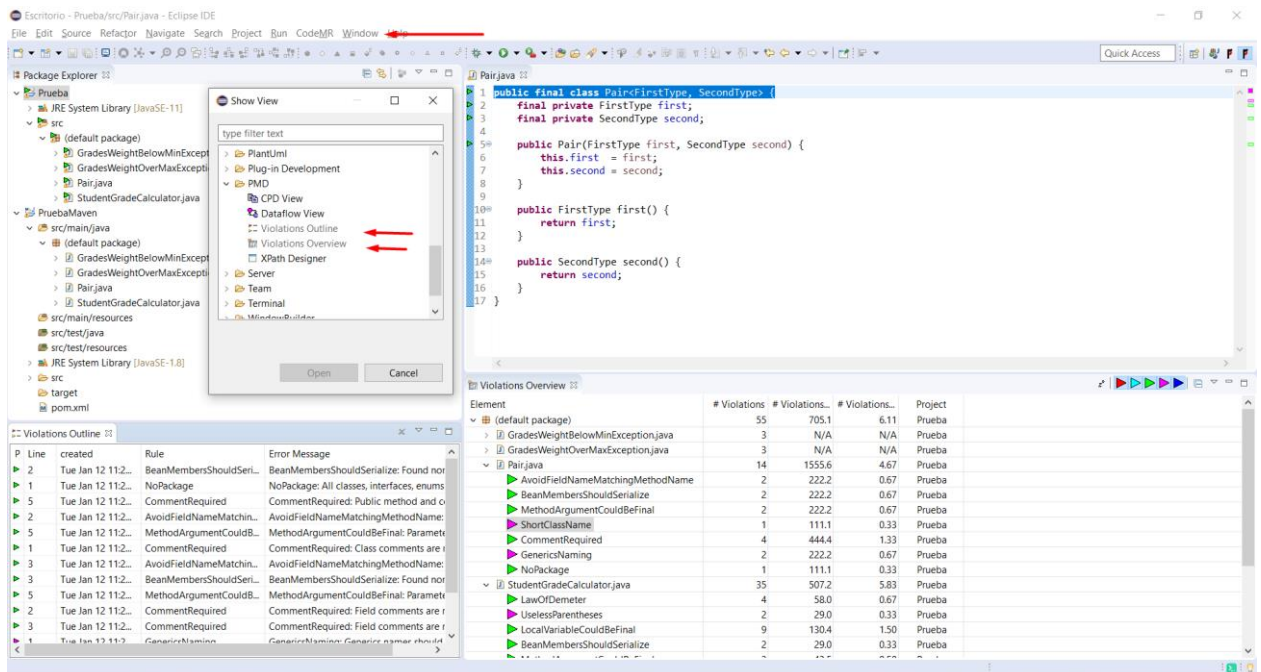 Escritorio - Prueba/src/Pair.java - Eclipse IDE
File Edit Source Refactor Navigate Search Project Run CodeMR Window
Quick Access
Package Explorer
Prueba
JRE System Library [JavaSE-11]
src
(default package)
GradesWeightBelowMinExcept
GradesWeightOverMaxExcepti
Pair.java
StudentGradeCalculator.java
PruebaMaven
src/main/java
(default package)
GradesWeightBelowMinExcept
GradesWeightOverMaxExcepti
Pair.java
StudentGradeCalculator.java
src/main/resources
src/test/java
src/test/resources
JRE System Library [JavaSE-1.8]
src
target
pom.xml
Show View
type filter text
PlantUml
Plug-in Development
PMD
CPD View
Dataflow View
Violations Outline
Violations Overview
XPath Designer
Server
Team
Terminal
WindowBuilder
Open Cancel
Pair.java
1 public final class Pair<FirstType, SecondType> {
2 final private FirstType first;
3 final private SecondType second;
4
5 public Pair(FirstType first, SecondType second) {
6 this.first = first;
7 this.second = second;
8 }
9
10 public FirstType first() {
11 return first;
12 }
13
14 public SecondType second() {
15 return second;
16 }
17 }
Violations Outline
P Line created Rule Error Message
2 Tue Jan 12 11:2... BeanMembersShouldSeri... BeanMembersShouldSerialize: Found nor
1 Tue Jan 12 11:2... NoPackage NoPackage: All classes, interfaces, enums
5 Tue Jan 12 11:2... CommentRequired CommentRequired: Public method and c
2 Tue Jan 12 11:2... AvoidFieldNameMatchin... AvoidFieldNameMatchingMethodName:
5 Tue Jan 12 11:2... MethodArgumentCouldB... MethodArgumentCouldBeFinal: Paramete
1 Tue Jan 12 11:2... CommentRequired CommentRequired: Class comments are r
3 Tue Jan 12 11:2... AvoidFieldNameMatchin... AvoidFieldNameMatchingMethodName:
3 Tue Jan 12 11:2... BeanMembersShouldSeri... BeanMembersShouldSerialize: Found nor
5 Tue Jan 12 11:2... MethodArgumentCouldB... MethodArgumentCouldBeFinal: Paramete
2 Tue Jan 12 11:2... CommentRequired CommentRequired: Field comments are r
3 Tue Jan 12 11:2... CommentRequired CommentRequired: Field comments are r
1 Tue Jan 12 11:2... GenericsNaming GenericsNaming: Generics names should
Violations Overview
Element # Violations # Violations... # Violations... Project
(default package) 55 705.1 6.11 Prueba
GradesWeightBelowMinException.java 3 N/A N/A Prueba
GradesWeightOverMaxException.java 3 N/A N/A Prueba
Pair.java 14 1555.6 4.67 Prueba
AvoidFieldNameMatchingMethodName 2 222.2 0.67 Prueba
BeanMembersShouldSerialize 2 222.2 0.67 Prueba
MethodArgumentCouldBeFinal 2 222.2 0.67 Prueba
ShortClassName 1 111.1 0.33 Prueba
CommentRequired 4 444.4 1.33 Prueba
GenericsNaming 2 222.2 0.67 Prueba
NoPackage 1 111.1 0.33 Prueba
StudentGradeCalculator.java 35 507.2 5.83 Prueba
LawOfDemeter 4 58.0 0.67 Prueba
UselessParentheses 2 29.0 0.33 Prueba
LocalVariableCouldBeFinal 9 130.4 1.50 Prueba
BeanMembersShouldSerialize 2 29.0 0.33 Prueba